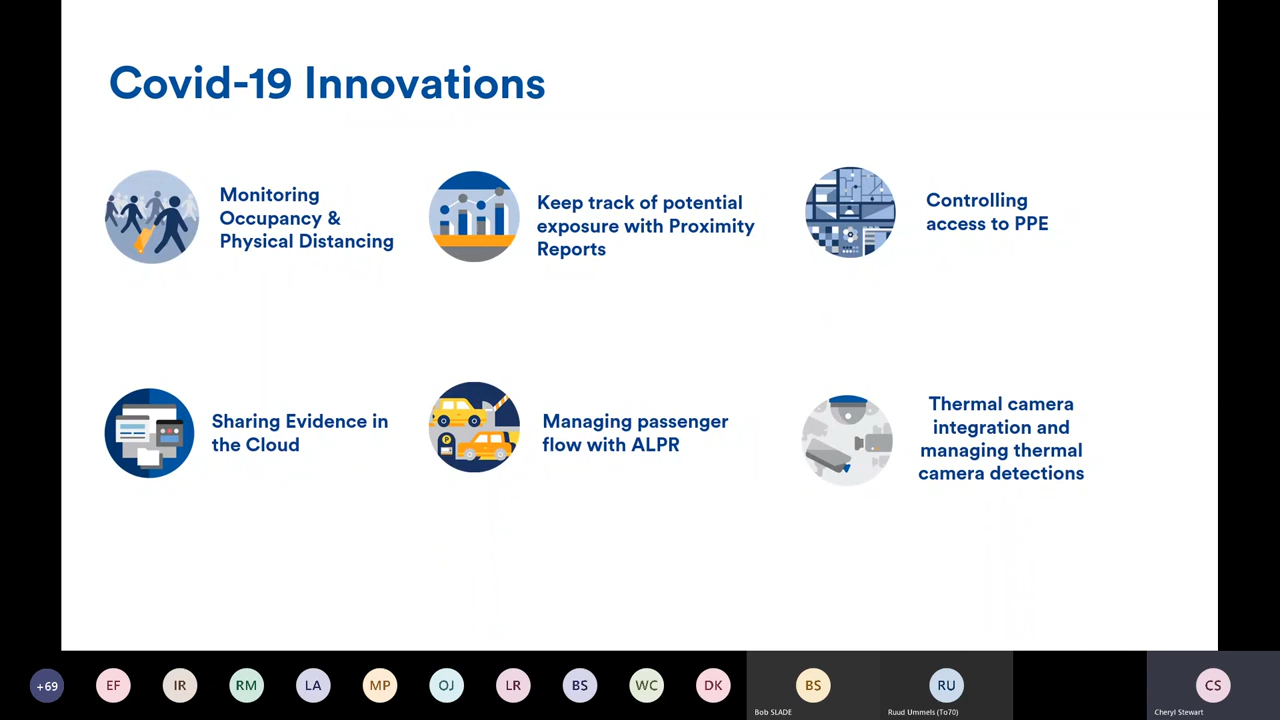 Covid-19 Innovations
Monitoring
Occupancy &
Physical Distancing
Keep track of potential
exposure with Proximity
Reports
Controlling
access to PPE
Sharing Evidence in
the Cloud
P
Managing passenger
flow with ALPR
Thermal camera
integration and
managing thermal
camera detections
+69
EF
IR
RM
LA
MP
OJ
LR
BS
WC
DK
BS
Bob SLADE
RU
Ruud Ummels (To70)
CS
Cheryl Stewart